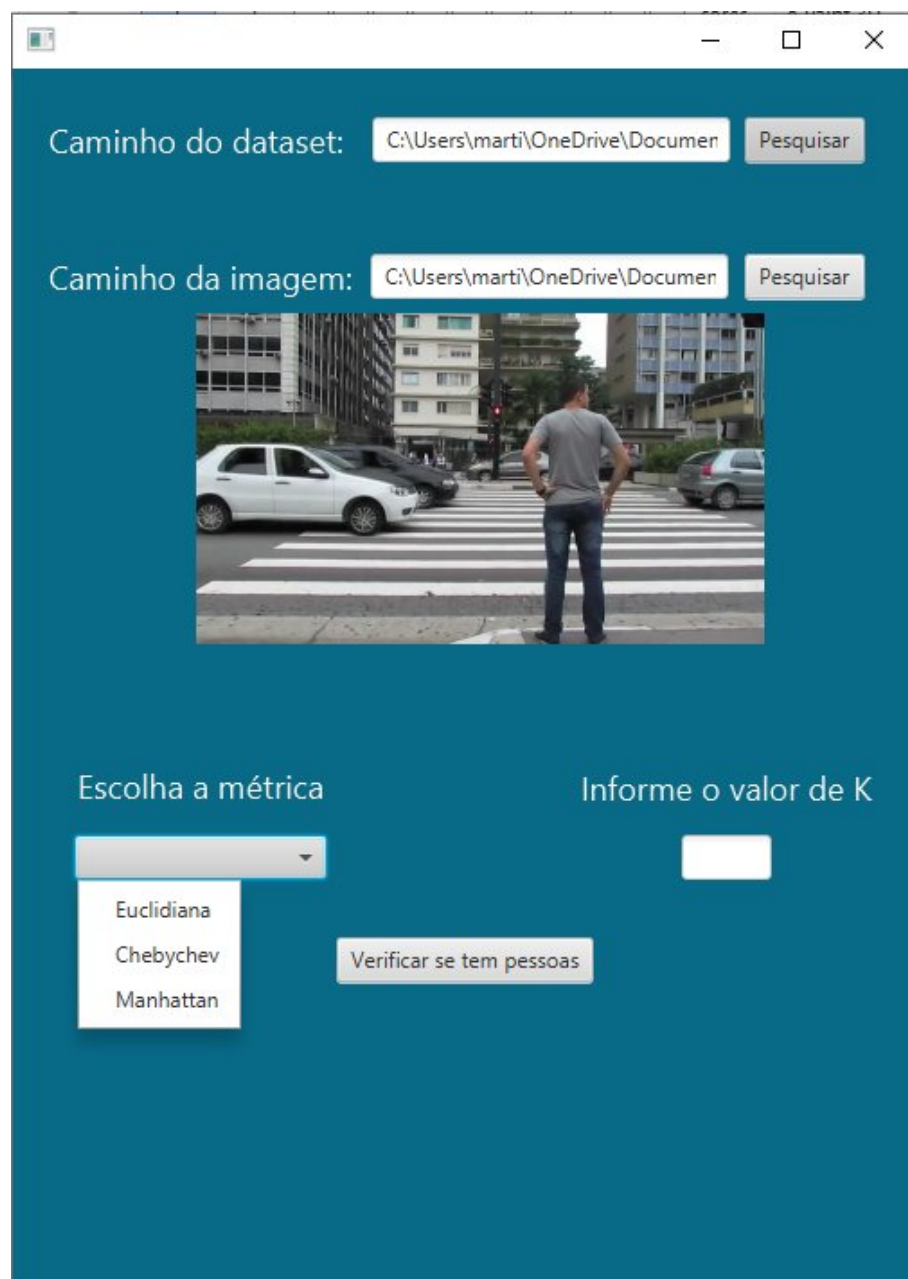 Caminho do dataset:
C:\Users\marti\OneDrive\Documen
Pesquisar
Caminho da imagem:
C:\Users\marti\OneDrive\Documen
Pesquisar
Escolha a métrica
Informe o valor de K
Euclidiana
Chebychev
Manhattan
Verificar se tem pessoas